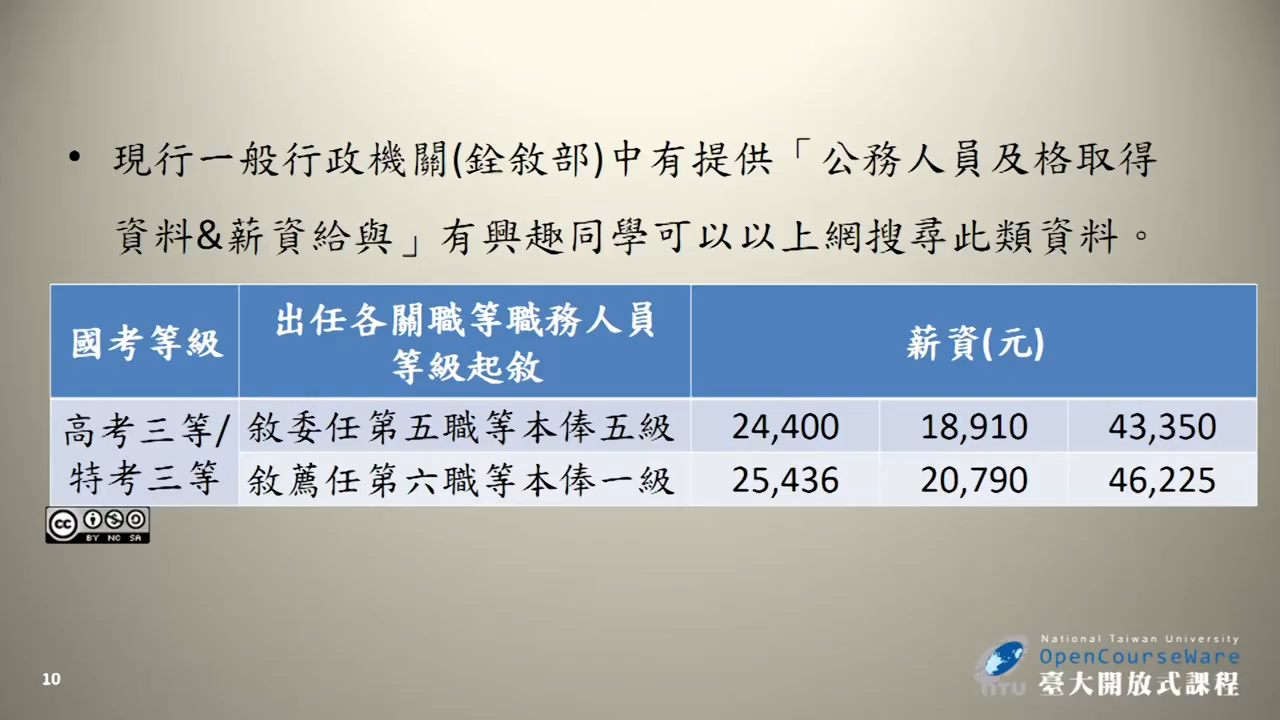 • 現行一般行政機關(銓敘部)中有提供「公務人員及格取得
資料&薪資給與」有興趣同學可以以上網搜尋此類資料。
國考等級
出任各關職等職務人員
等級起敘
薪資(元)
高考三等/
特考三等
敘委任第五職等本俸五級 24,400 18,910 43,350
敘薦任第六職等本俸一級 25,436 20,790 46,225
cc BY NC SA
10
National Taiwan University
OpenCourseWare
NTU 臺大開放式課程